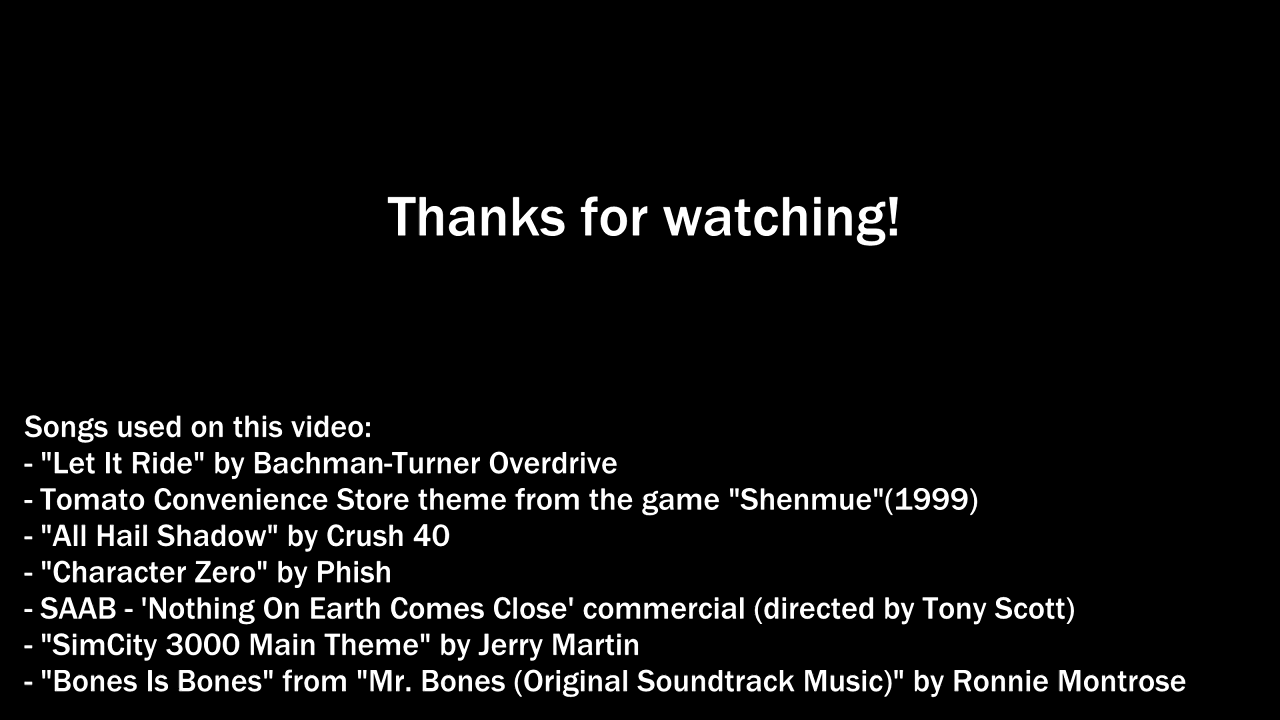 Thanks for watching!
Songs used on this video:
- "Let It Ride" by Bachman-Turner Overdrive
- Tomato Convenience Store theme from the game "Shenmue"(1999)
- "All Hail Shadow" by Crush 40
- "Character Zero" by Phish
- SAAB - 'Nothing On Earth Comes Close' commercial (directed by Tony Scott)
- "SimCity 3000 Main Theme" by Jerry Martin
- "Bones Is Bones" from "Mr. Bones (Original Soundtrack Music)" by Ronnie Montrose